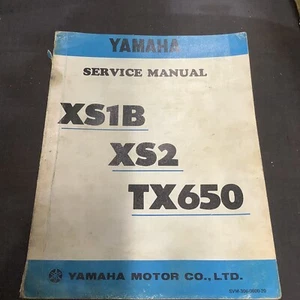 YAMAHA
SERVICE MANUAL
XS1B
XS2
TX650
YAMAHA MOTOR CO., LTD.